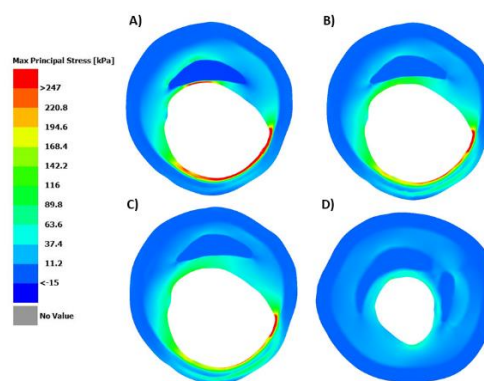 A)
B)
Max Principal Stress [kPa]
>247
220.8
194.6
168.4
142.2
116
89.8
63.6
37.4
11.2
<-15
No Value
C)
D)